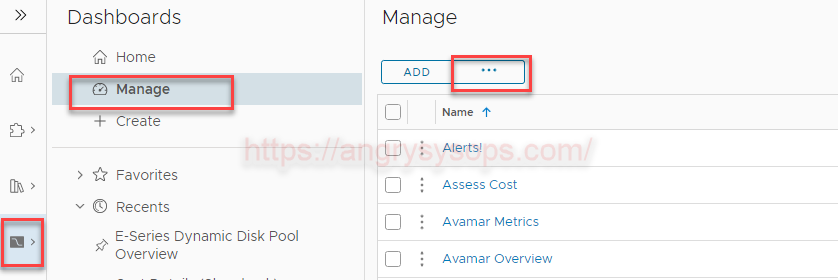 Dashboards
Home
Manage
Create
Favorites
Recents
E-Series Dynamic Disk Pool
Overview
Manage
ADD
Name
Alerts!
Assess Cost
Avamar Metrics
Avamar Overview
https://angrysysops.com/